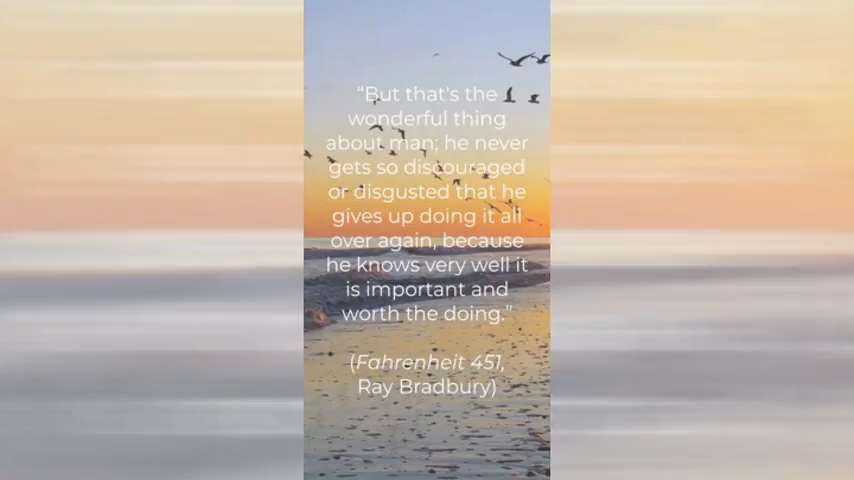 “But that's the
wonderful thing
about man; he never
gets so discouraged
or disgusted that he
gives up doing it all
over again, because
he knows very well it
is important and
worth the doing.”
(Fahrenheit 451,
Ray Bradbury)